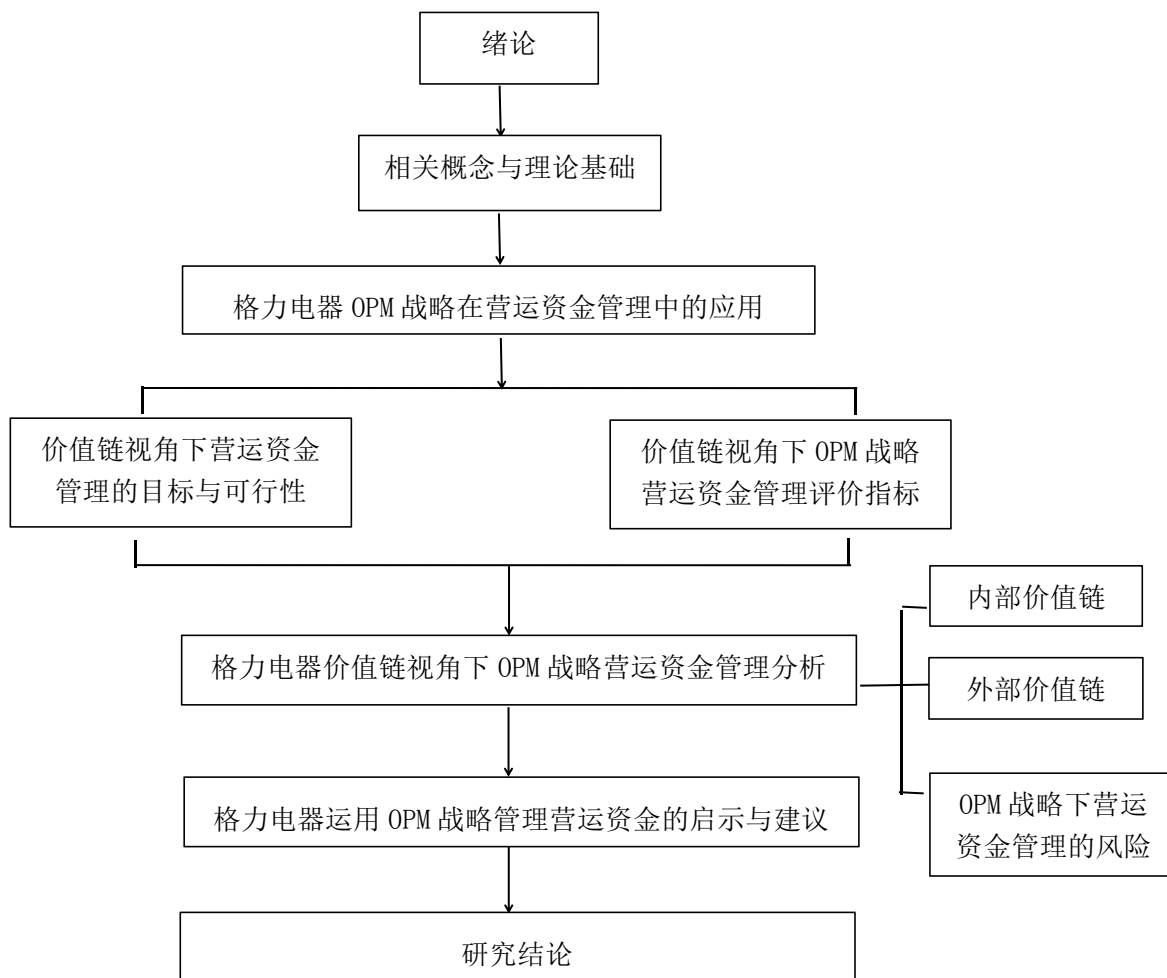 绪论
相关概念与理论基础
格力电器 OPM 战略在营运资金管理中的应用
价值链视角下营运资金
管理的目标与可行性
价值链视角下 OPM 战略
营运资金管理评价指标
格力电器价值链视角下 OPM 战略营运资金管理分析
内部价值链
外部价值链
OPM 战略下营运
资金管理的风险
格力电器运用 OPM 战略管理营运资金的启示与建议
研究结论